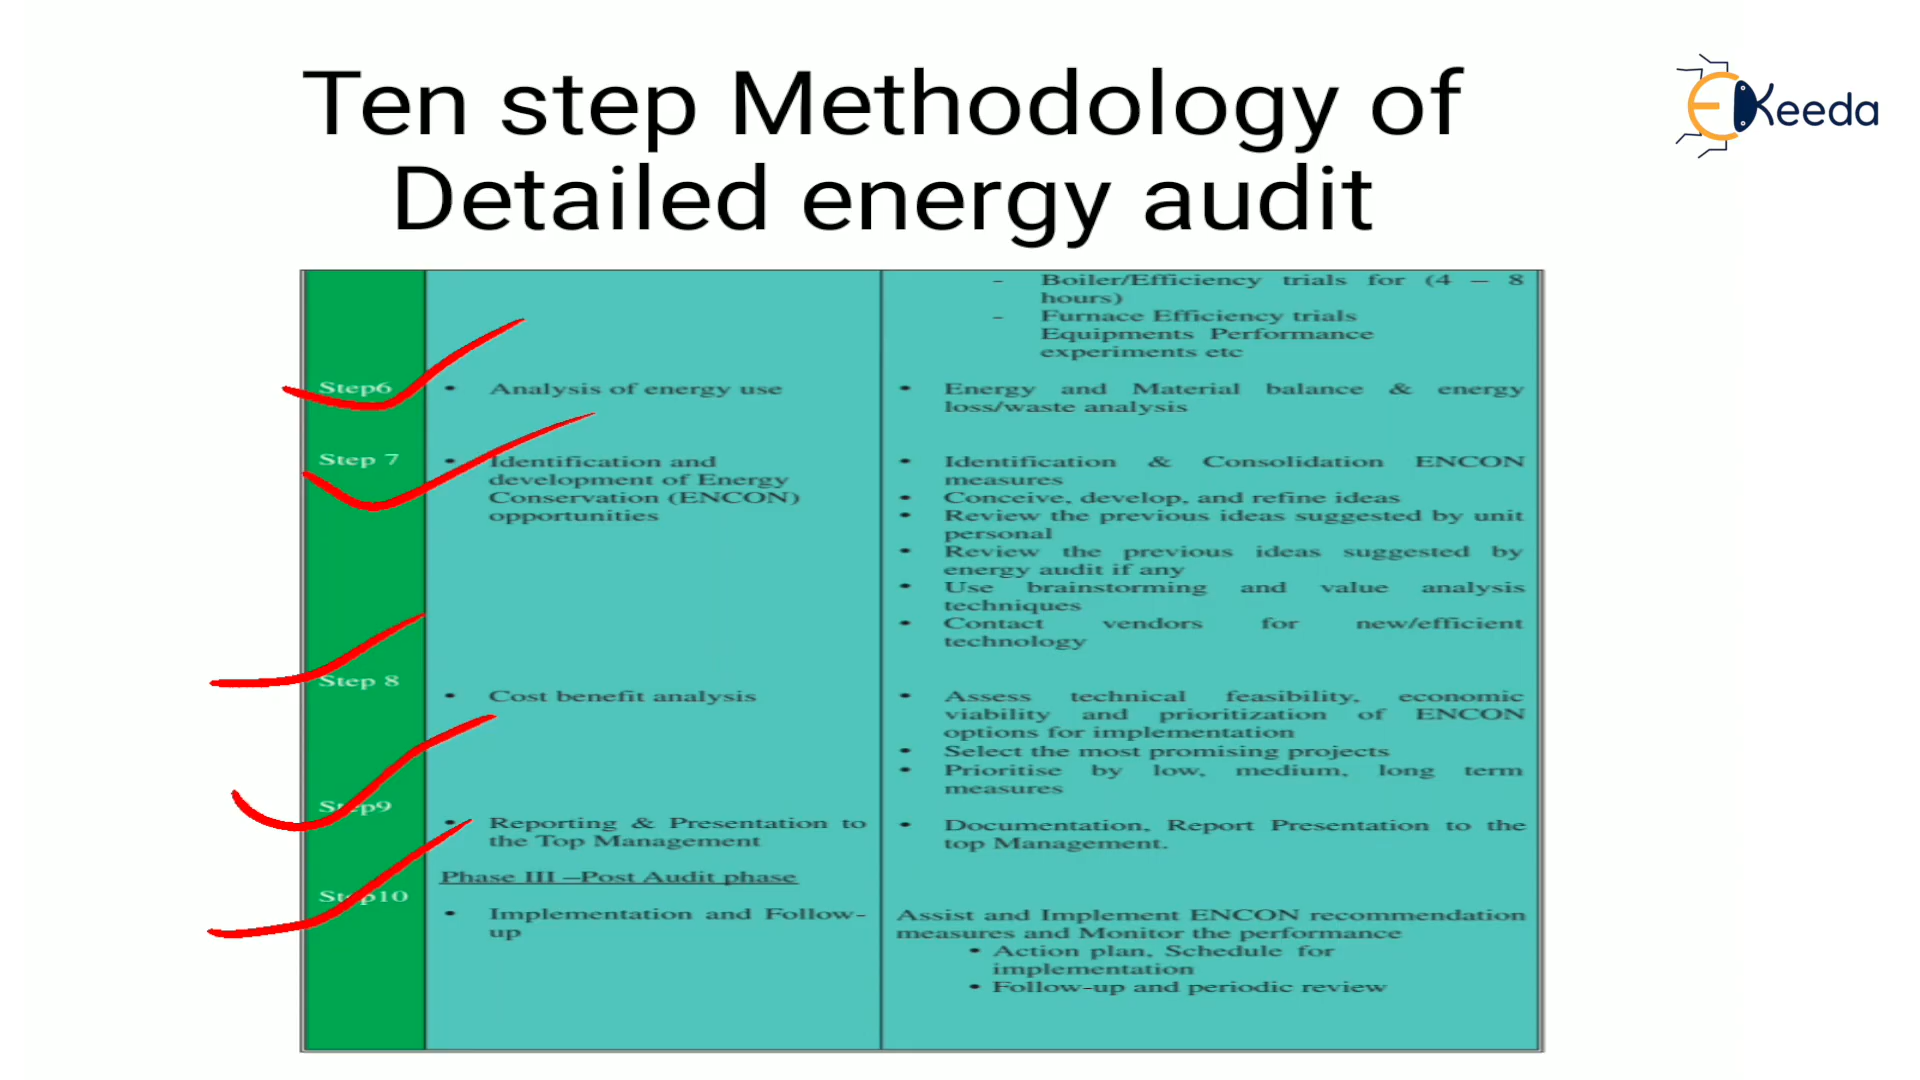 Ten step Methodology of
Detailed energy audit
EKeeda
- Boiler/Efficiency trials for (4 – 8
hours)
- Furnace Efficiency trials
Equipments Performance
experiments etc
Step6
• Analysis of energy use
• Energy and Material balance & energy
loss/waste analysis
Step 7
• Identification and
development of Energy
Conservation (ENCON)
opportunities
• Identification & Consolidation ENCON
measures
• Conceive, develop, and refine ideas
• Review the previous ideas suggested by unit
personal
• Review the previous ideas suggested by
energy audit if any
• Use brainstorming and value analysis
techniques
• Contact vendors for new/efficient
technology
Step 8
• Cost benefit analysis
• Assess technical feasibility, economic
viability and prioritization of ENCON
options for implementation
• Select the most promising projects
• Prioritise by low, medium, long term
measures
Step9
• Reporting & Presentation to
the Top Management
• Documentation, Report Presentation to the
top Management.
Phase III –Post Audit phase
Step10
• Implementation and Follow-
up
Assist and Implement ENCON recommendation
measures and Monitor the performance
• Action plan, Schedule for
implementation
• Follow-up and periodic review